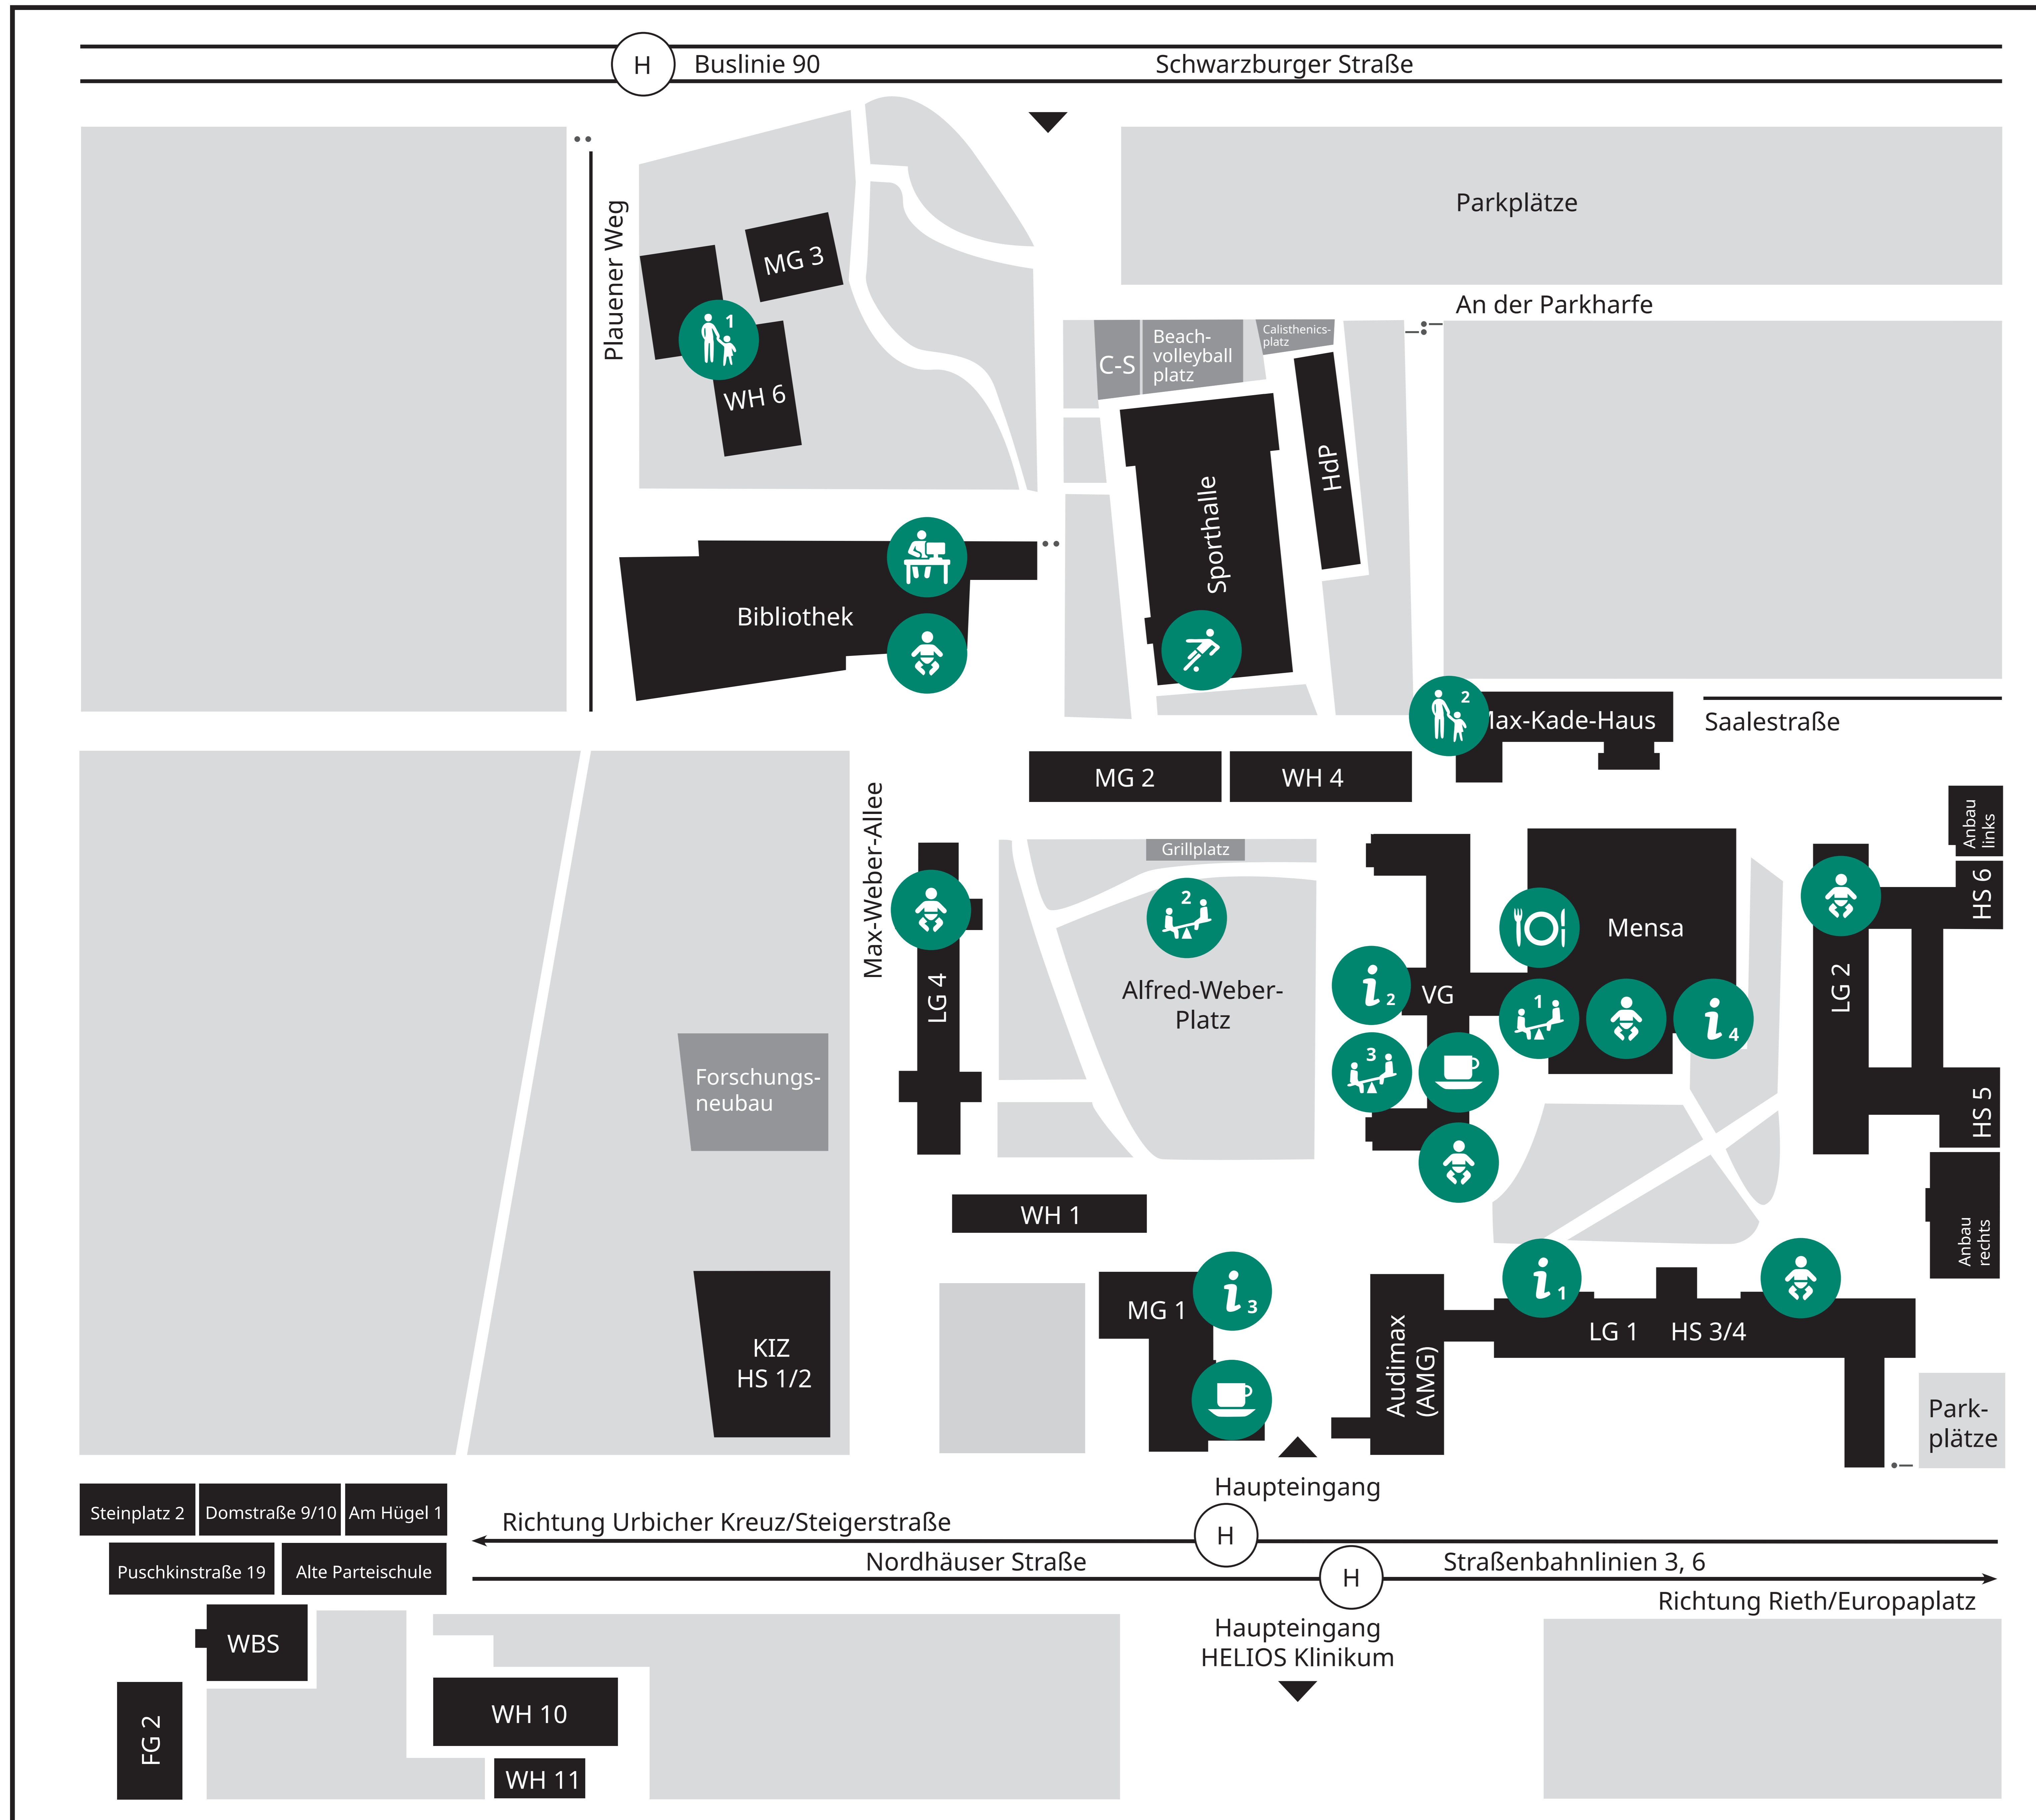 H
Buslinie 90
Schwarzburger Straße
Parkplätze
Plauener Weg
MG 3
1
WH 6
An der Parkharfe
C-S
Beach-
volleyball
platz
Calisthenics-
platz
HdP
Sporthalle
Bibliothek
2
Max-Kade-Haus
Saalestraße
MG 2
WH 4
Max-Weber-Allee
Grillplatz
2
Alfred-Weber-
Platz
LG 4
i 2
VG
3
Mensa
1
i 4
LG 2
Anbau
links
HS 6
HS 5
Anbau
rechts
Forschungs-
neubau
WH 1
KIZ
HS 1/2
MG 1
i 3
Audimax
(AMG)
i 1
LG 1
HS 3/4
Park-
plätze
Haupteingang
Steinplatz 2
Domstraße 9/10
Am Hügel 1
Puschkinstraße 19
Alte Parteischule
Richtung Urbicher Kreuz/Steigerstraße
H
Nordhäuser Straße
H
Straßenbahnlinien 3, 6
Richtung Rieth/Europaplatz
Haupteingang
HELIOS Klinikum
WBS
FG 2
WH 10
WH 11